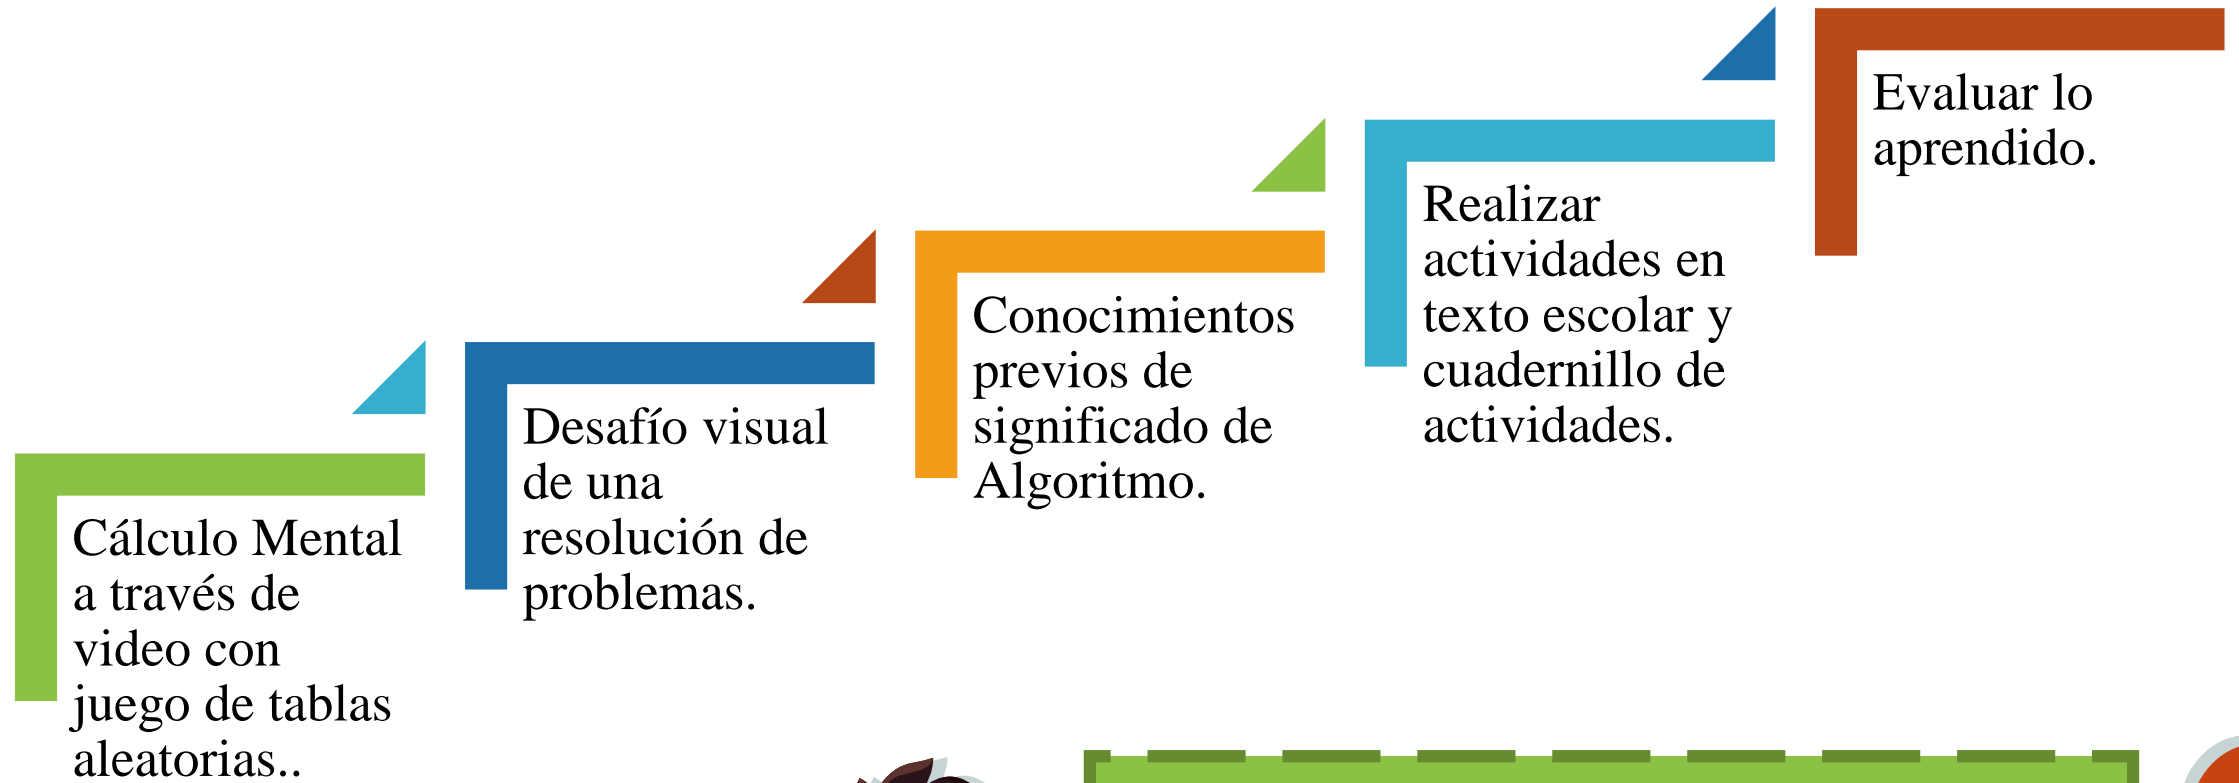 Cálculo Mental
a través de
video con
juego de tablas
aleatorias..
Desafío visual
de una
resolución de
problemas.
Conocimientos
previos de
significado de
Algoritmo.
Realizar
actividades en
texto escolar y
cuadernillo de
actividades.
Evaluar lo
aprendido.